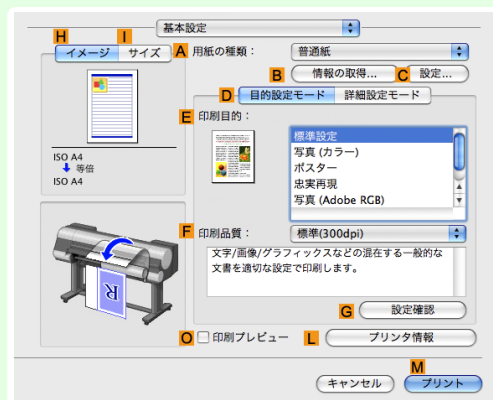 基本設定
H I
イメージ サイズ
A 用紙の種類： 普通紙
B 情報の取得... C 設定...
D 目的設定モード 詳細設定モード
E 印刷目的：
標準設定
写真 (カラー)
ポスター
忠実再現
写真 (Adobe RGB)
ISO A4
等倍
ISO A4
F 印刷品質： 標準(300dpi)
文字/画像/グラフィックスなどの混在する一般的な
文書を適切な設定で印刷します。
R
G 設定確認
O 印刷プレビュー L プリンタ情報
M
キャンセル プリント